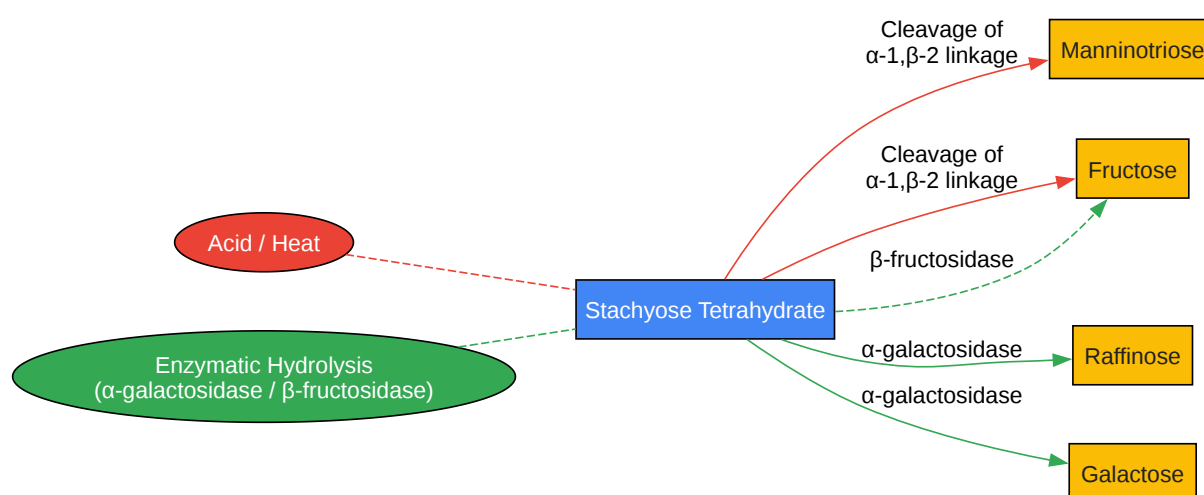 Cleavage of
α-1,β-2 linkage
Manninotriose
Cleavage of
α-1,β-2 linkage
Fructose
Acid / Heat
β-fructosidase
Stachyose Tetrahydrate
Enzymatic Hydrolysis
(α-galactosidase / β-fructosidase)
α-galactosidase
Raffinose
α-galactosidase
Galactose